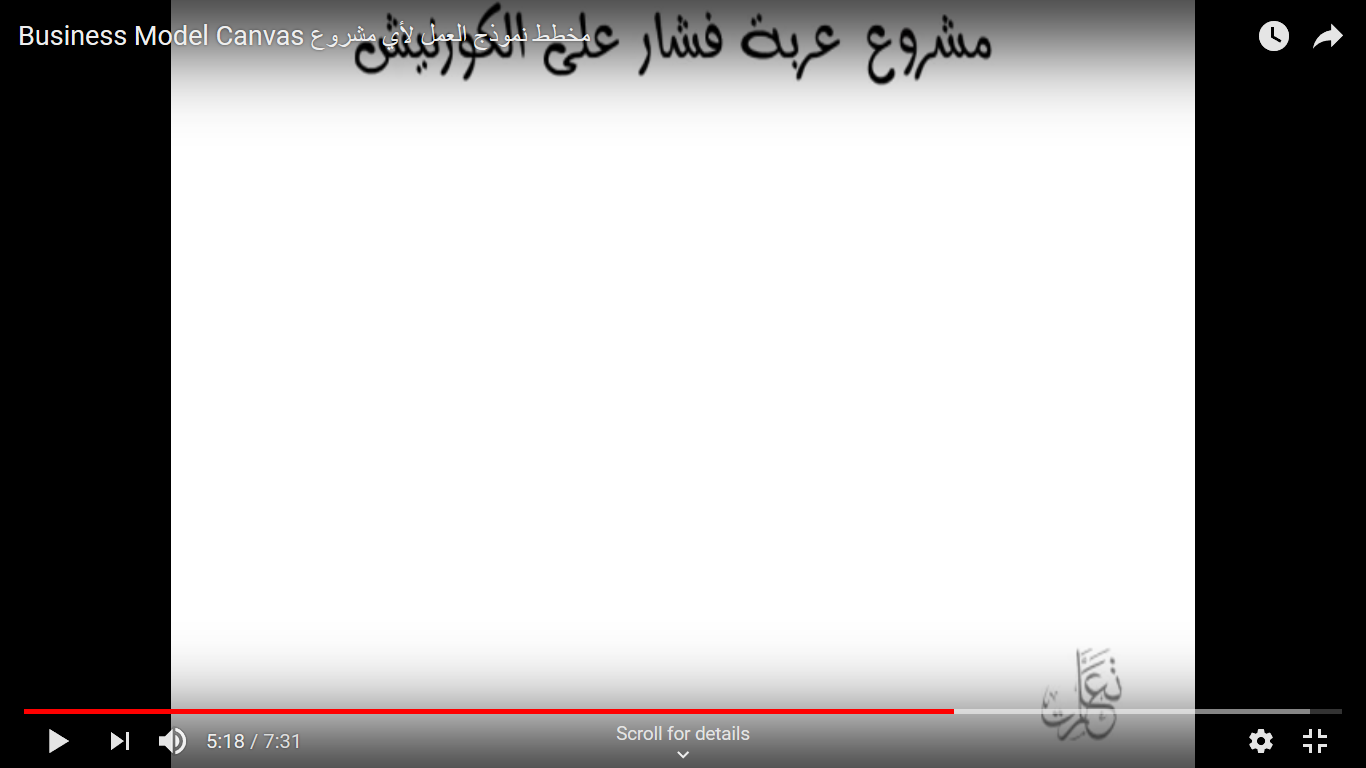 Business Model Canvas مخطط نموذج العمل لأي مشروع
مشروع عربة فشار على الكورنيش
تعلمت
5:18 / 7:31
Scroll for details